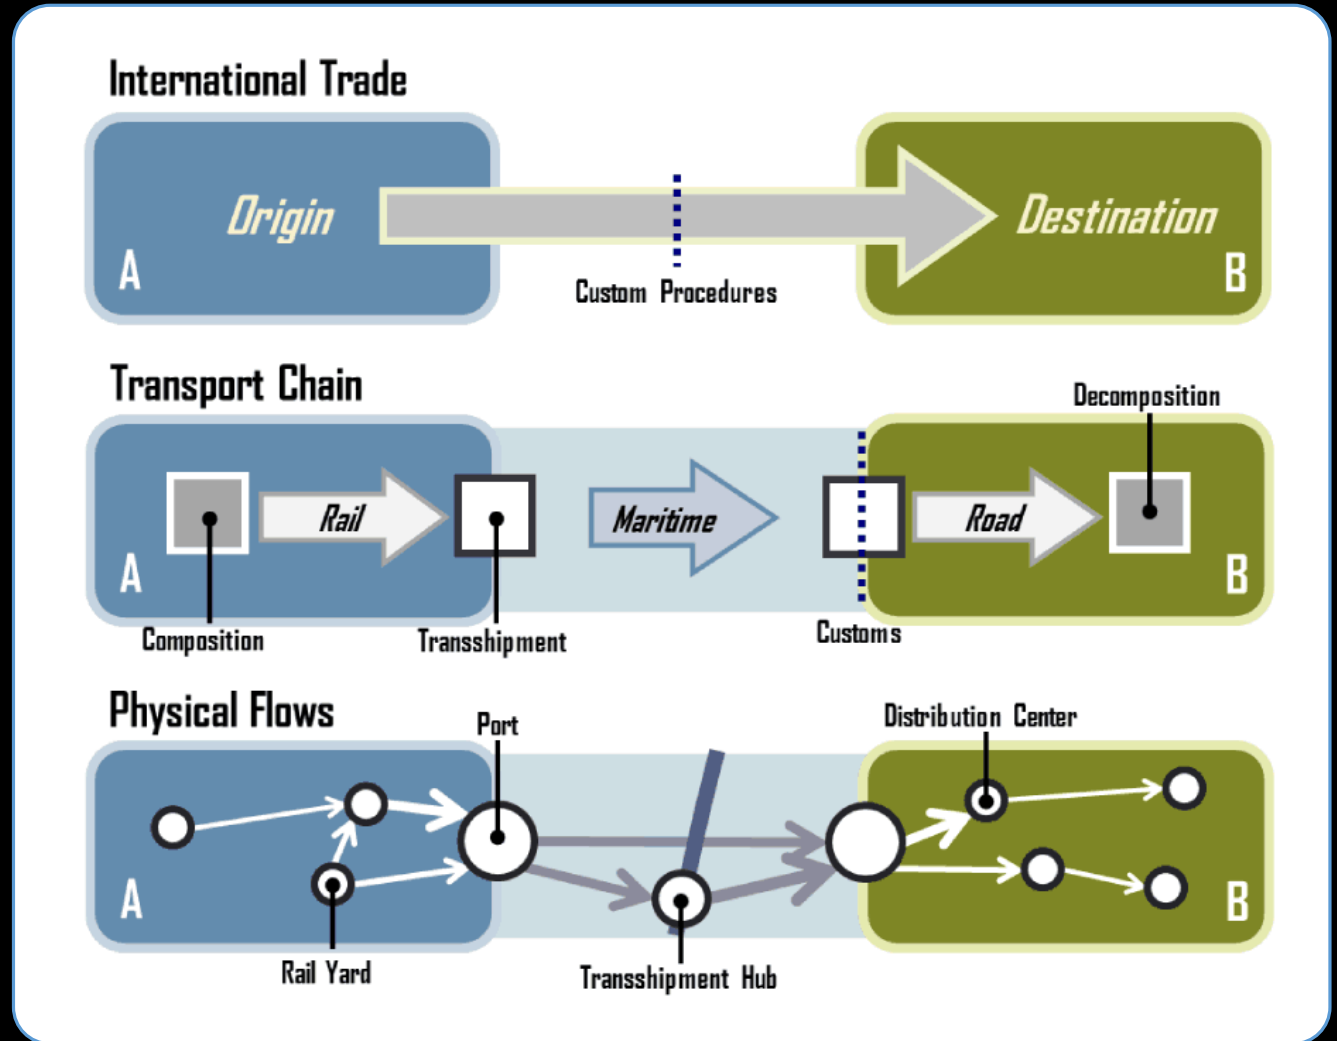 International Trade
Origin
Destination
A
B
Custom Procedures
Transport Chain
Decomposition
Rail
Maritime
Road
A
B
Composition
Transshipment
Customs
Physical Flows
Port
Distribution Center
A
B
Rail Yard
Transshipment Hub